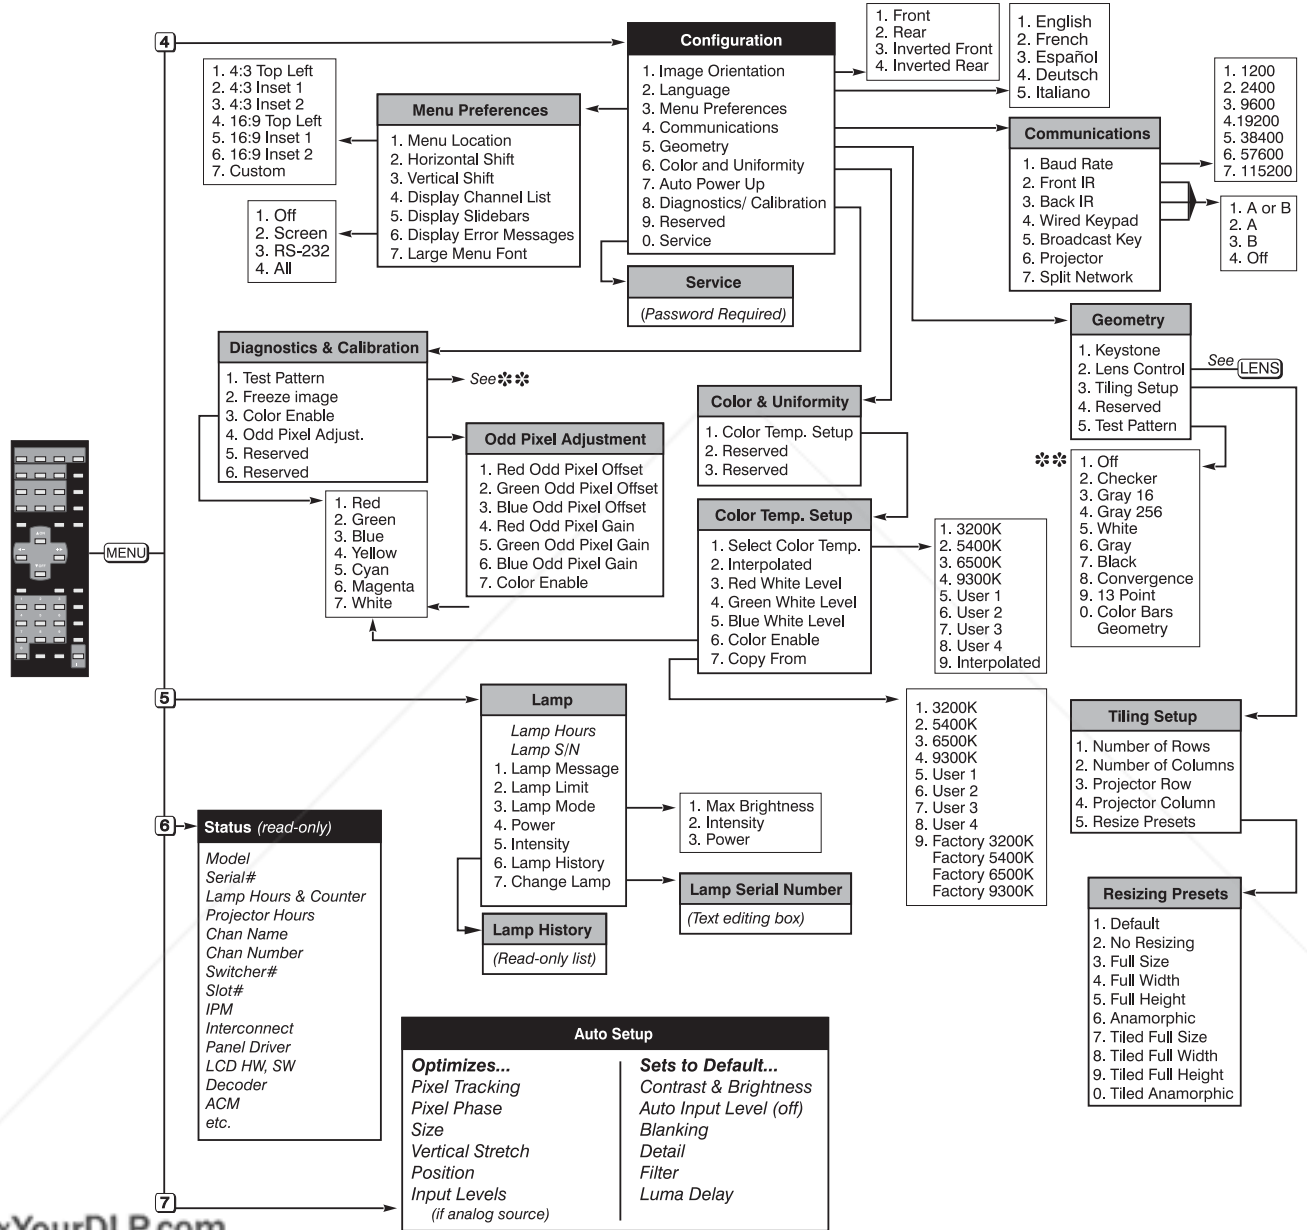 MENU
4
Configuration
1. Image Orientation
2. Language
3. Menu Preferences
4. Communications
5. Geometry
6. Color and Uniformity
7. Auto Power Up
8. Diagnostics/ Calibration
9. Reserved
0. Service
1. Front
2. Rear
3. Inverted Front
4. Inverted Rear
1. English
2. French
3. Español
4. Deutsch
5. Italiano
1. 4:3 Top Left
2. 4:3 Inset 1
3. 4:3 Inset 2
4. 16:9 Top Left
5. 16:9 Inset 1
6. 16:9 Inset 2
7. Custom
Menu Preferences
1. Menu Location
2. Horizontal Shift
3. Vertical Shift
4. Display Channel List
5. Display Slidebars
6. Display Error Messages
7. Large Menu Font
1. Off
2. Screen
3. RS-232
4. All
Communications
1. Baud Rate
2. Front IR
3. Back IR
4. Wired Keypad
5. Broadcast Key
6. Projector
7. Split Network
1. 1200
2. 2400
3. 9600
4.19200
5. 38400
6. 57600
7. 115200
1. A or B
2. A
3. B
4. Off
Service
(Password Required)
Geometry
1. Keystone
2. Lens Control
3. Tiling Setup
4. Reserved
5. Test Pattern
See LENS
✻✻
1. Off
2. Checker
3. Gray 16
4. Gray 256
5. White
6. Gray
7. Black
8. Convergence
9. 13 Point
0. Color Bars
Geometry
Diagnostics & Calibration
1. Test Pattern
2. Freeze image
3. Color Enable
4. Odd Pixel Adjust.
5. Reserved
6. Reserved
See✻✻
Odd Pixel Adjustment
1. Red Odd Pixel Offset
2. Green Odd Pixel Offset
3. Blue Odd Pixel Offset
4. Red Odd Pixel Gain
5. Green Odd Pixel Gain
6. Blue Odd Pixel Gain
7. Color Enable
1. Red
2. Green
3. Blue
4. Yellow
5. Cyan
6. Magenta
7. White
Color & Uniformity
1. Color Temp. Setup
2. Reserved
3. Reserved
Color Temp. Setup
1. Select Color Temp.
2. Interpolated
3. Red White Level
4. Green White Level
5. Blue White Level
6. Color Enable
7. Copy From
1. 3200K
2. 5400K
3. 6500K
4. 9300K
5. User 1
6. User 2
7. User 3
8. User 4
9. Interpolated
1. 3200K
2. 5400K
3. 6500K
4. 9300K
5. User 1
6. User 2
7. User 3
8. User 4
9. Factory 3200K
Factory 5400K
Factory 6500K
Factory 9300K
Tiling Setup
1. Number of Rows
2. Number of Columns
3. Projector Row
4. Projector Column
5. Resize Presets
Resizing Presets
1. Default
2. No Resizing
3. Full Size
4. Full Width
5. Full Height
6. Anamorphic
7. Tiled Full Size
8. Tiled Full Width
9. Tiled Full Height
0. Tiled Anamorphic
5
Lamp
Lamp Hours
Lamp S/N
1. Lamp Message
2. Lamp Limit
3. Lamp Mode
4. Power
5. Intensity
6. Lamp History
7. Change Lamp
1. Max Brightness
2. Intensity
3. Power
Lamp Serial Number
(Text editing box)
Lamp History
(Read-only list)
6
Status (read-only)
Model
Serial#
Lamp Hours & Counter
Projector Hours
Chan Name
Chan Number
Switcher#
Slot#
IPM
Interconnect
Panel Driver
LCD HW, SW
Decoder
ACM
etc.
7
Auto Setup
Optimizes...
Pixel Tracking
Pixel Phase
Size
Vertical Stretch
Position
Input Levels
(if analog source)
Sets to Default...
Contrast & Brightness
Auto Input Level (off)
Blanking
Detail
Filter
Luma Delay